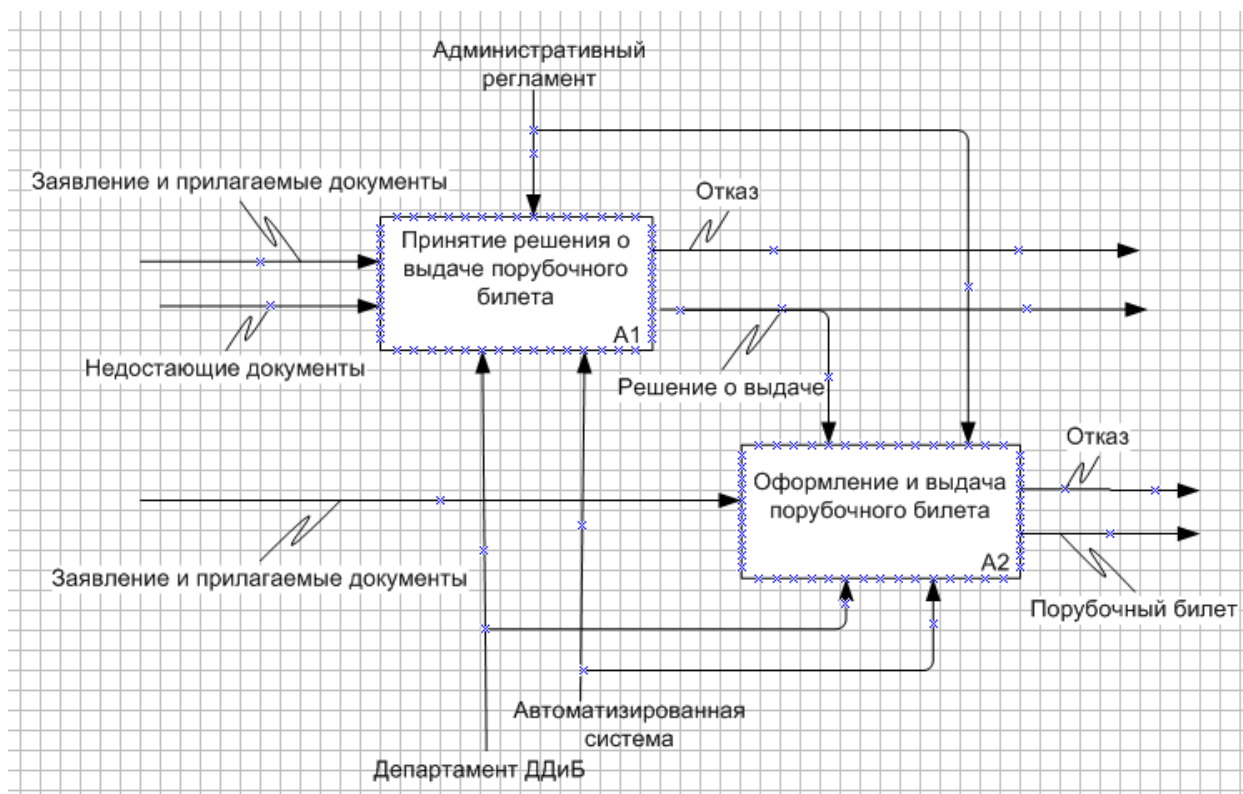 Административный
регламент
Заявление и прилагаемые документы
Отказ
Принятие решения о
выдаче порубочного
билета
A1
Недостающие документы
Решение о выдаче
Отказ
Оформление и выдача
порубочного билета
A2
Заявление и прилагаемые документы
Порубочный билет
Автоматизированная
система
Департамент ДДиБ